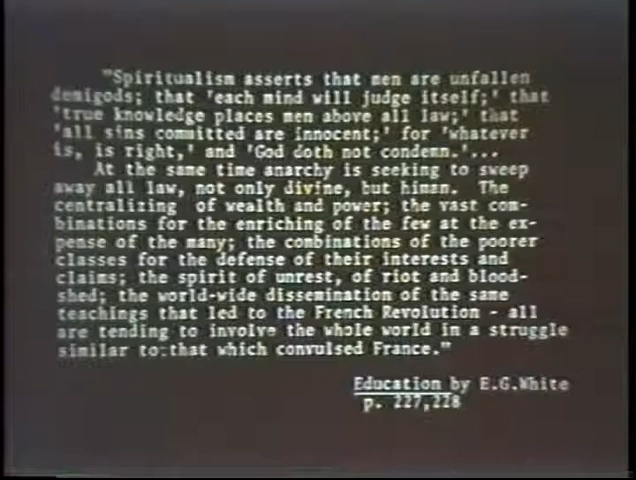 "Spiritualism asserts that men are unfallen
demigods; that 'each mind will judge itself;' that
'true knowledge places men above all law;' that
'all sins committed are innocent;' for 'whatever
is, is right,' and 'God doth not condemn.'...
At the same time anarchy is seeking to sweep
away all law, not only divine, but himan. The
centralizing of wealth and power; the vast com-
binations for the enriching of the few at the ex-
pense of the many; the combinations of the poorer
classes for the defense of their interests and
claims; the spirit of unrest, of riot and blood-
shed; the world-wide dissemination of the same
teachings that led to the French Revolution - all
are tending to involve the whole world in a struggle
similar to:that which convulsed France."
Education by E.G.White
p. 227,228